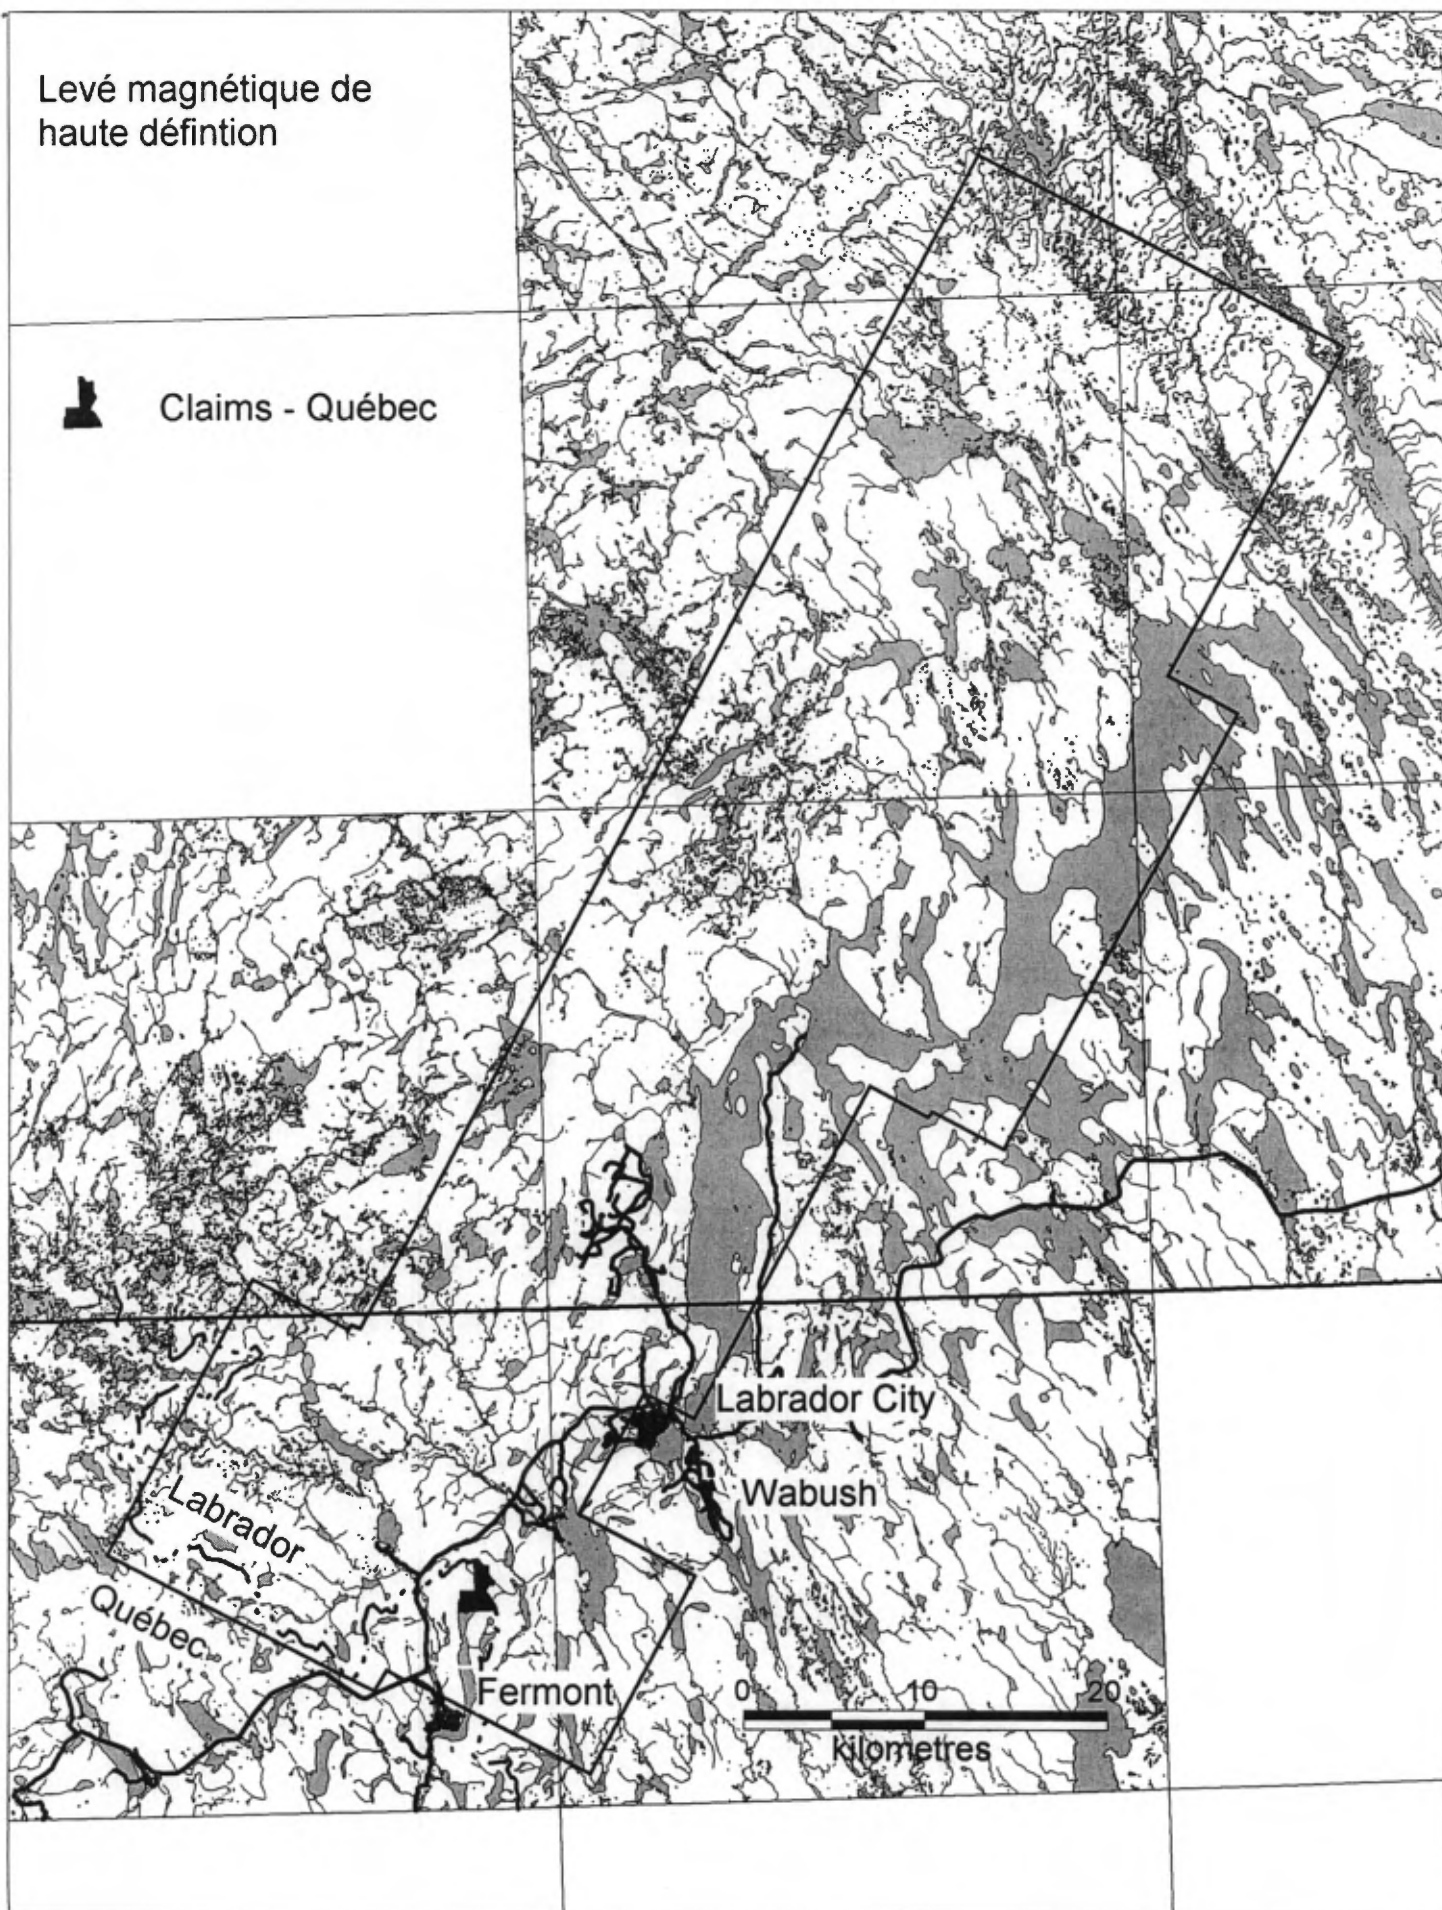 Levé magnétique de
haute défintion
Claims - Québec
Labrador City
Wabush
Labrador
Québec
Fermont
0 10 20
kilometres